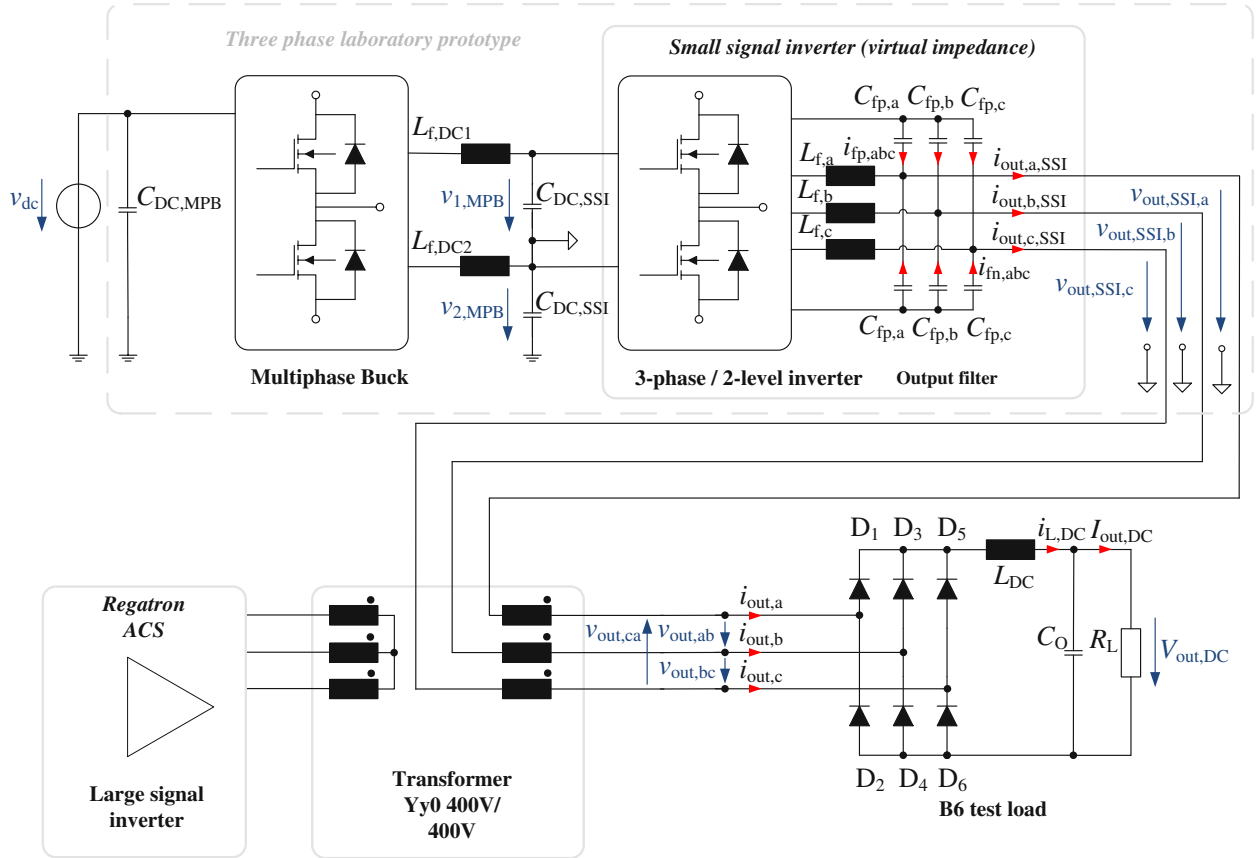 Three phase laboratory prototype
Small signal inverter (virtual impedance)
v_dc
C_DC,MPB
L_f,DC1
L_f,DC2
v_1,MPB
v_2,MPB
C_DC,SSI
C_DC,SSI
Multiphase Buck
C_fp,a
C_fp,b
C_fp,c
L_f,a
L_f,b
L_f,c
i_fp,abc
i_fn,abc
i_out,a,SSI
i_out,b,SSI
i_out,c,SSI
C_fp,a
C_fp,b
C_fp,c
3-phase / 2-level inverter
Output filter
v_out,SSI,a
v_out,SSI,b
v_out,SSI,c
Regatron
ACS
Large signal
inverter
Transformer
Yy0 400V/
400V
v_out,ca
v_out,ab
v_out,bc
i_out,a
i_out,b
i_out,c
D_1
D_3
D_5
D_2
D_4
D_6
L_DC
i_L,DC
I_out,DC
C_O
R_L
V_out,DC
B6 test load